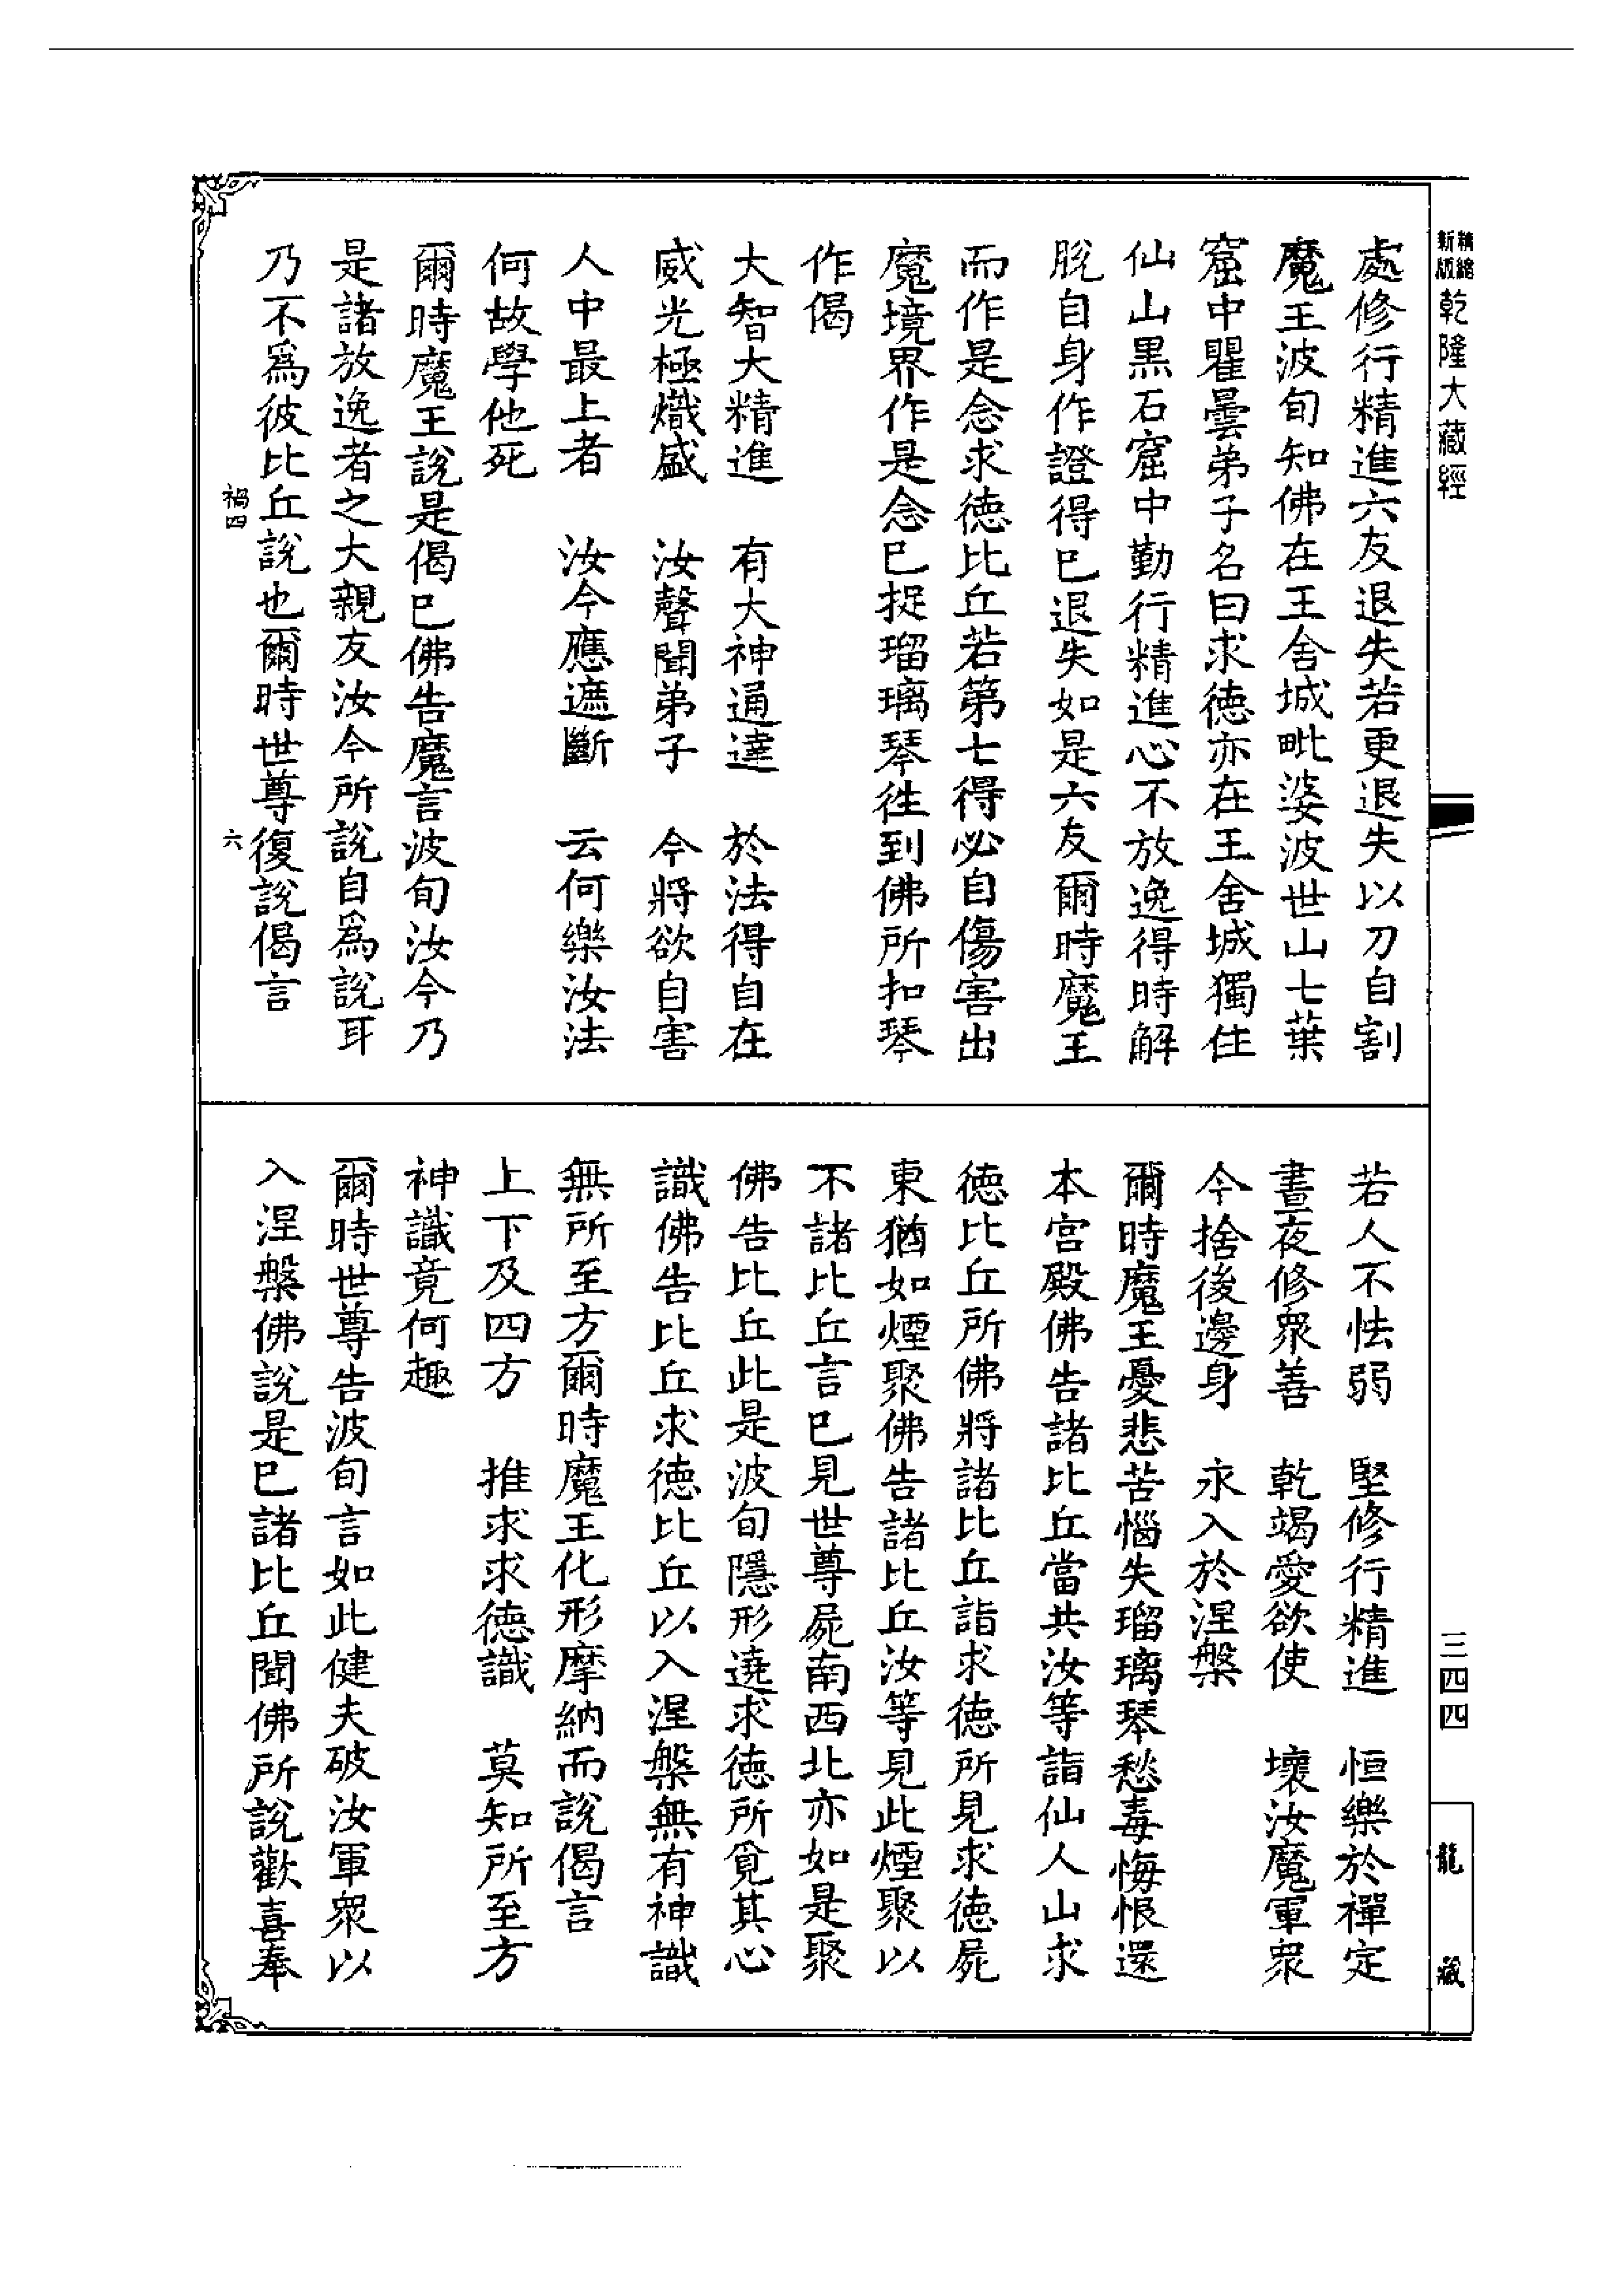 精縮新版乾隆大藏經
處修行精進六友退失若更退失以刀自割
魔王波旬知佛在王舍城毗婆波世山七葉
窟中瞿曇弟子名曰求德亦在王舍城獨住
仙山黑石窟中勤行精進心不放逸得時解
脫自身作證得已退失如是六友爾時魔王
而作是念求德比丘若第七得必自傷害出
魔境界作是念已捉瑠璃琴徃到佛所扣琴
作偈
大智大精進　有大神通達　於法得自在
威光極熾盛　汝聲聞弟子　今將欲自害
人中最上者　汝今應遮斷　云何樂汝法
何故學他死
爾時魔王說是偈已佛告魔言波旬汝今乃
是諸放逸者之大親友汝今所說自爲說耳
乃不爲彼比丘說也爾時世尊復說偈言
禍四　六
若人不怯弱　堅修行精進　恒樂於禪定
晝夜修衆善　乾竭愛欲使　壞汝魔軍衆
今捨後邊身　永入於涅槃
爾時魔王憂悲苦惱失瑠璃琴愁毒悔恨還
本宮殿佛告諸比丘當共汝等詣仙人山求
德比丘所佛將諸比丘詣求德所見求德屍
東猶如煙聚佛告諸比丘汝等見此煙聚以
不諸比丘言已見世尊屍南西北亦如是聚
佛告比丘此是波旬隱形遶求德所覓其心
識佛告比丘求德比丘以入涅槃無有神識
無所至方爾時魔王化形摩納而說偈言
上下及四方　推求求德識　莫知所至方
神識竟何趣
爾時世尊告波旬言如此健夫破汝軍衆以
入涅槃佛說是已諸比丘聞佛所說歡喜奉
三四四
龍藏